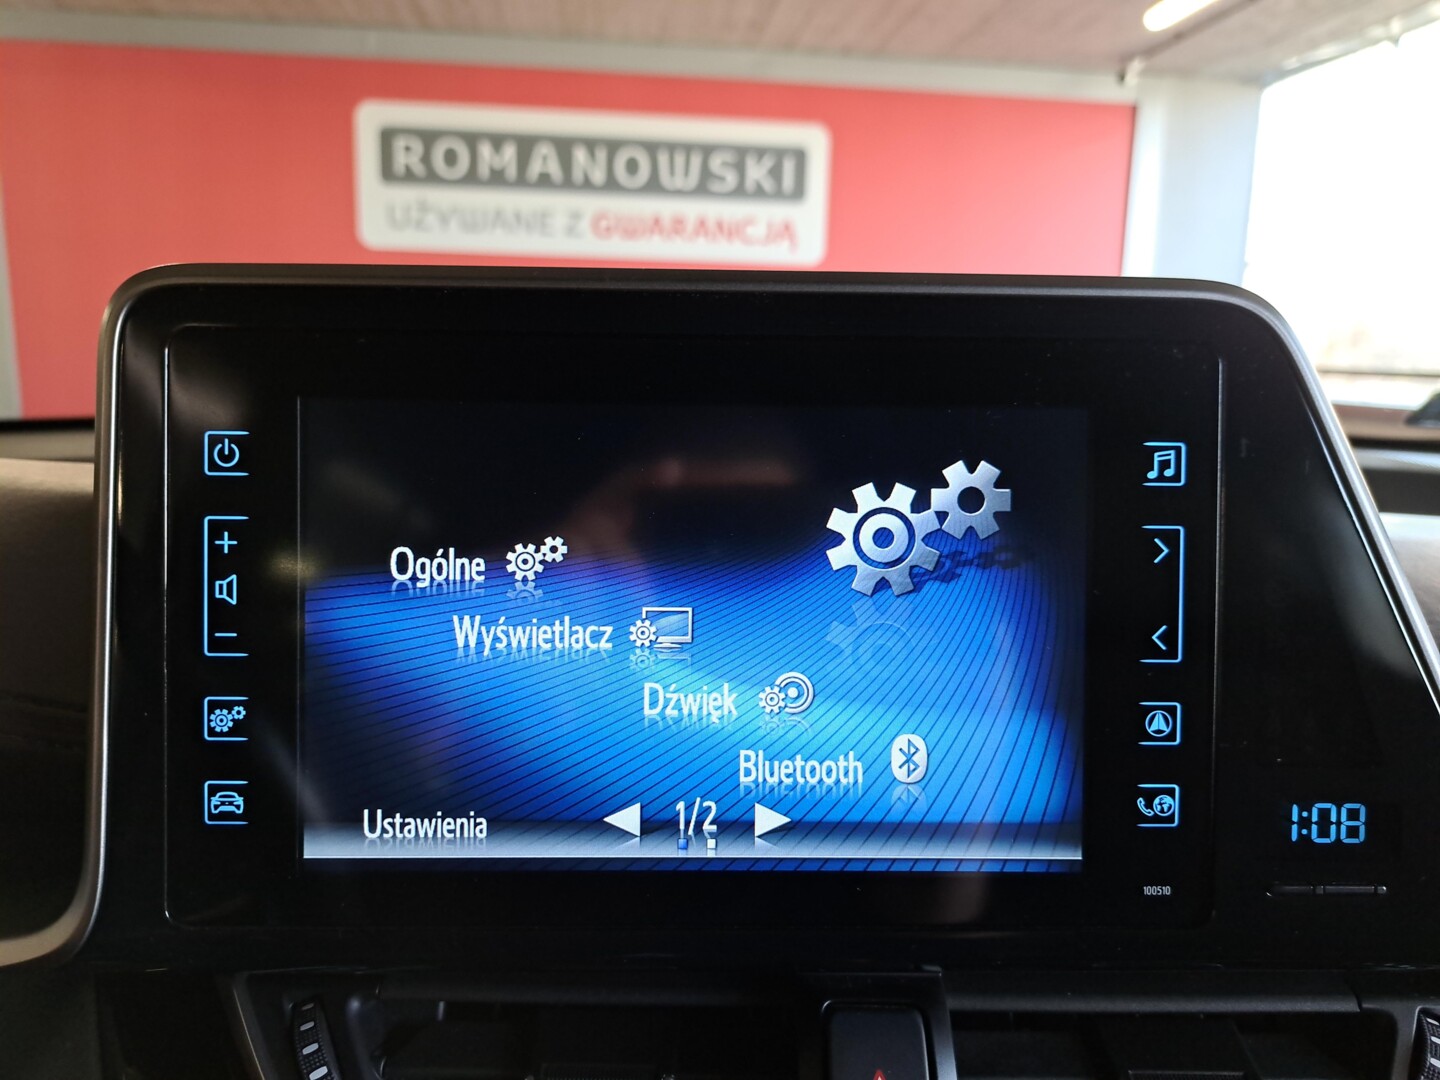 ROMANOWSKI
UŻYWANE Z GWARANCJĄ
Ogólne
Wyświetlacz
Dźwięk
Bluetooth
Ustawienia
1/2
1:08
100510